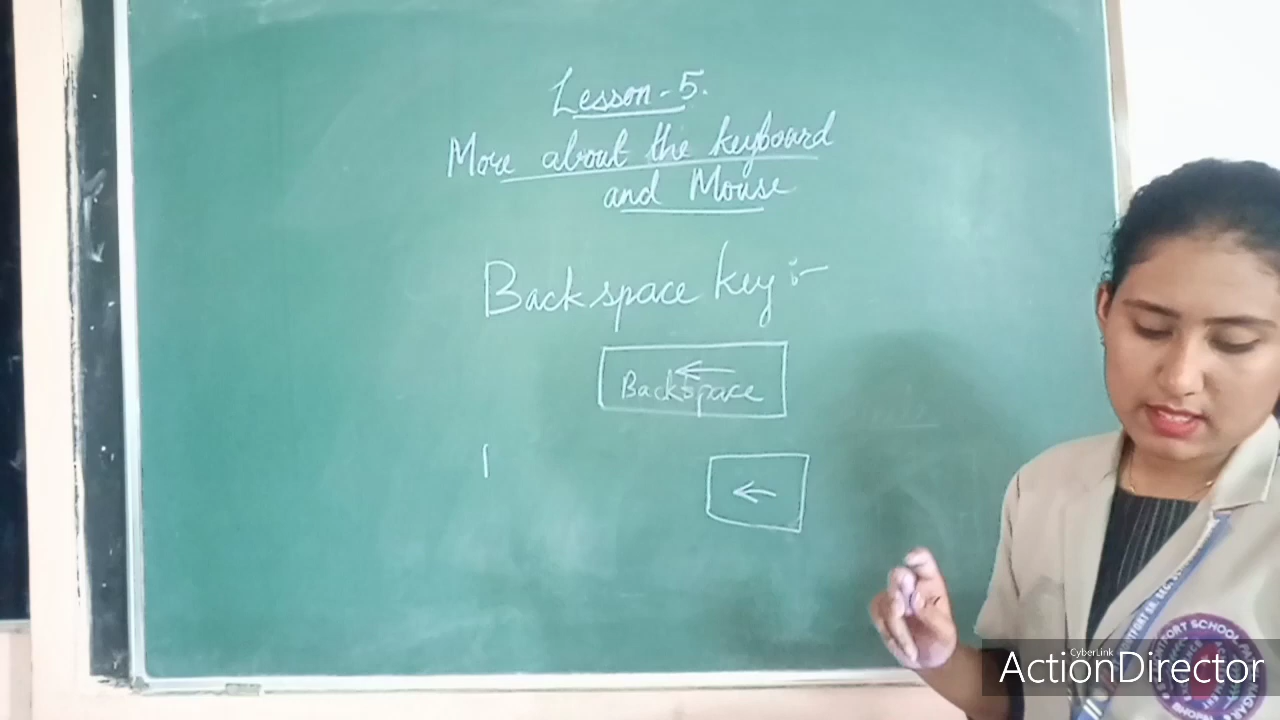 Lesson - 5.
More about the keyboard
and Mouse
Backspace key :-
←
Backspace
|
←
CyberLink
ActionDirector